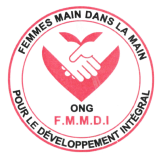 FEMMES MAIN DANS LA MAIN
ONG
F.M.M.D.I
POUR LE DÉVELOPPEMENT INTÉGRAL